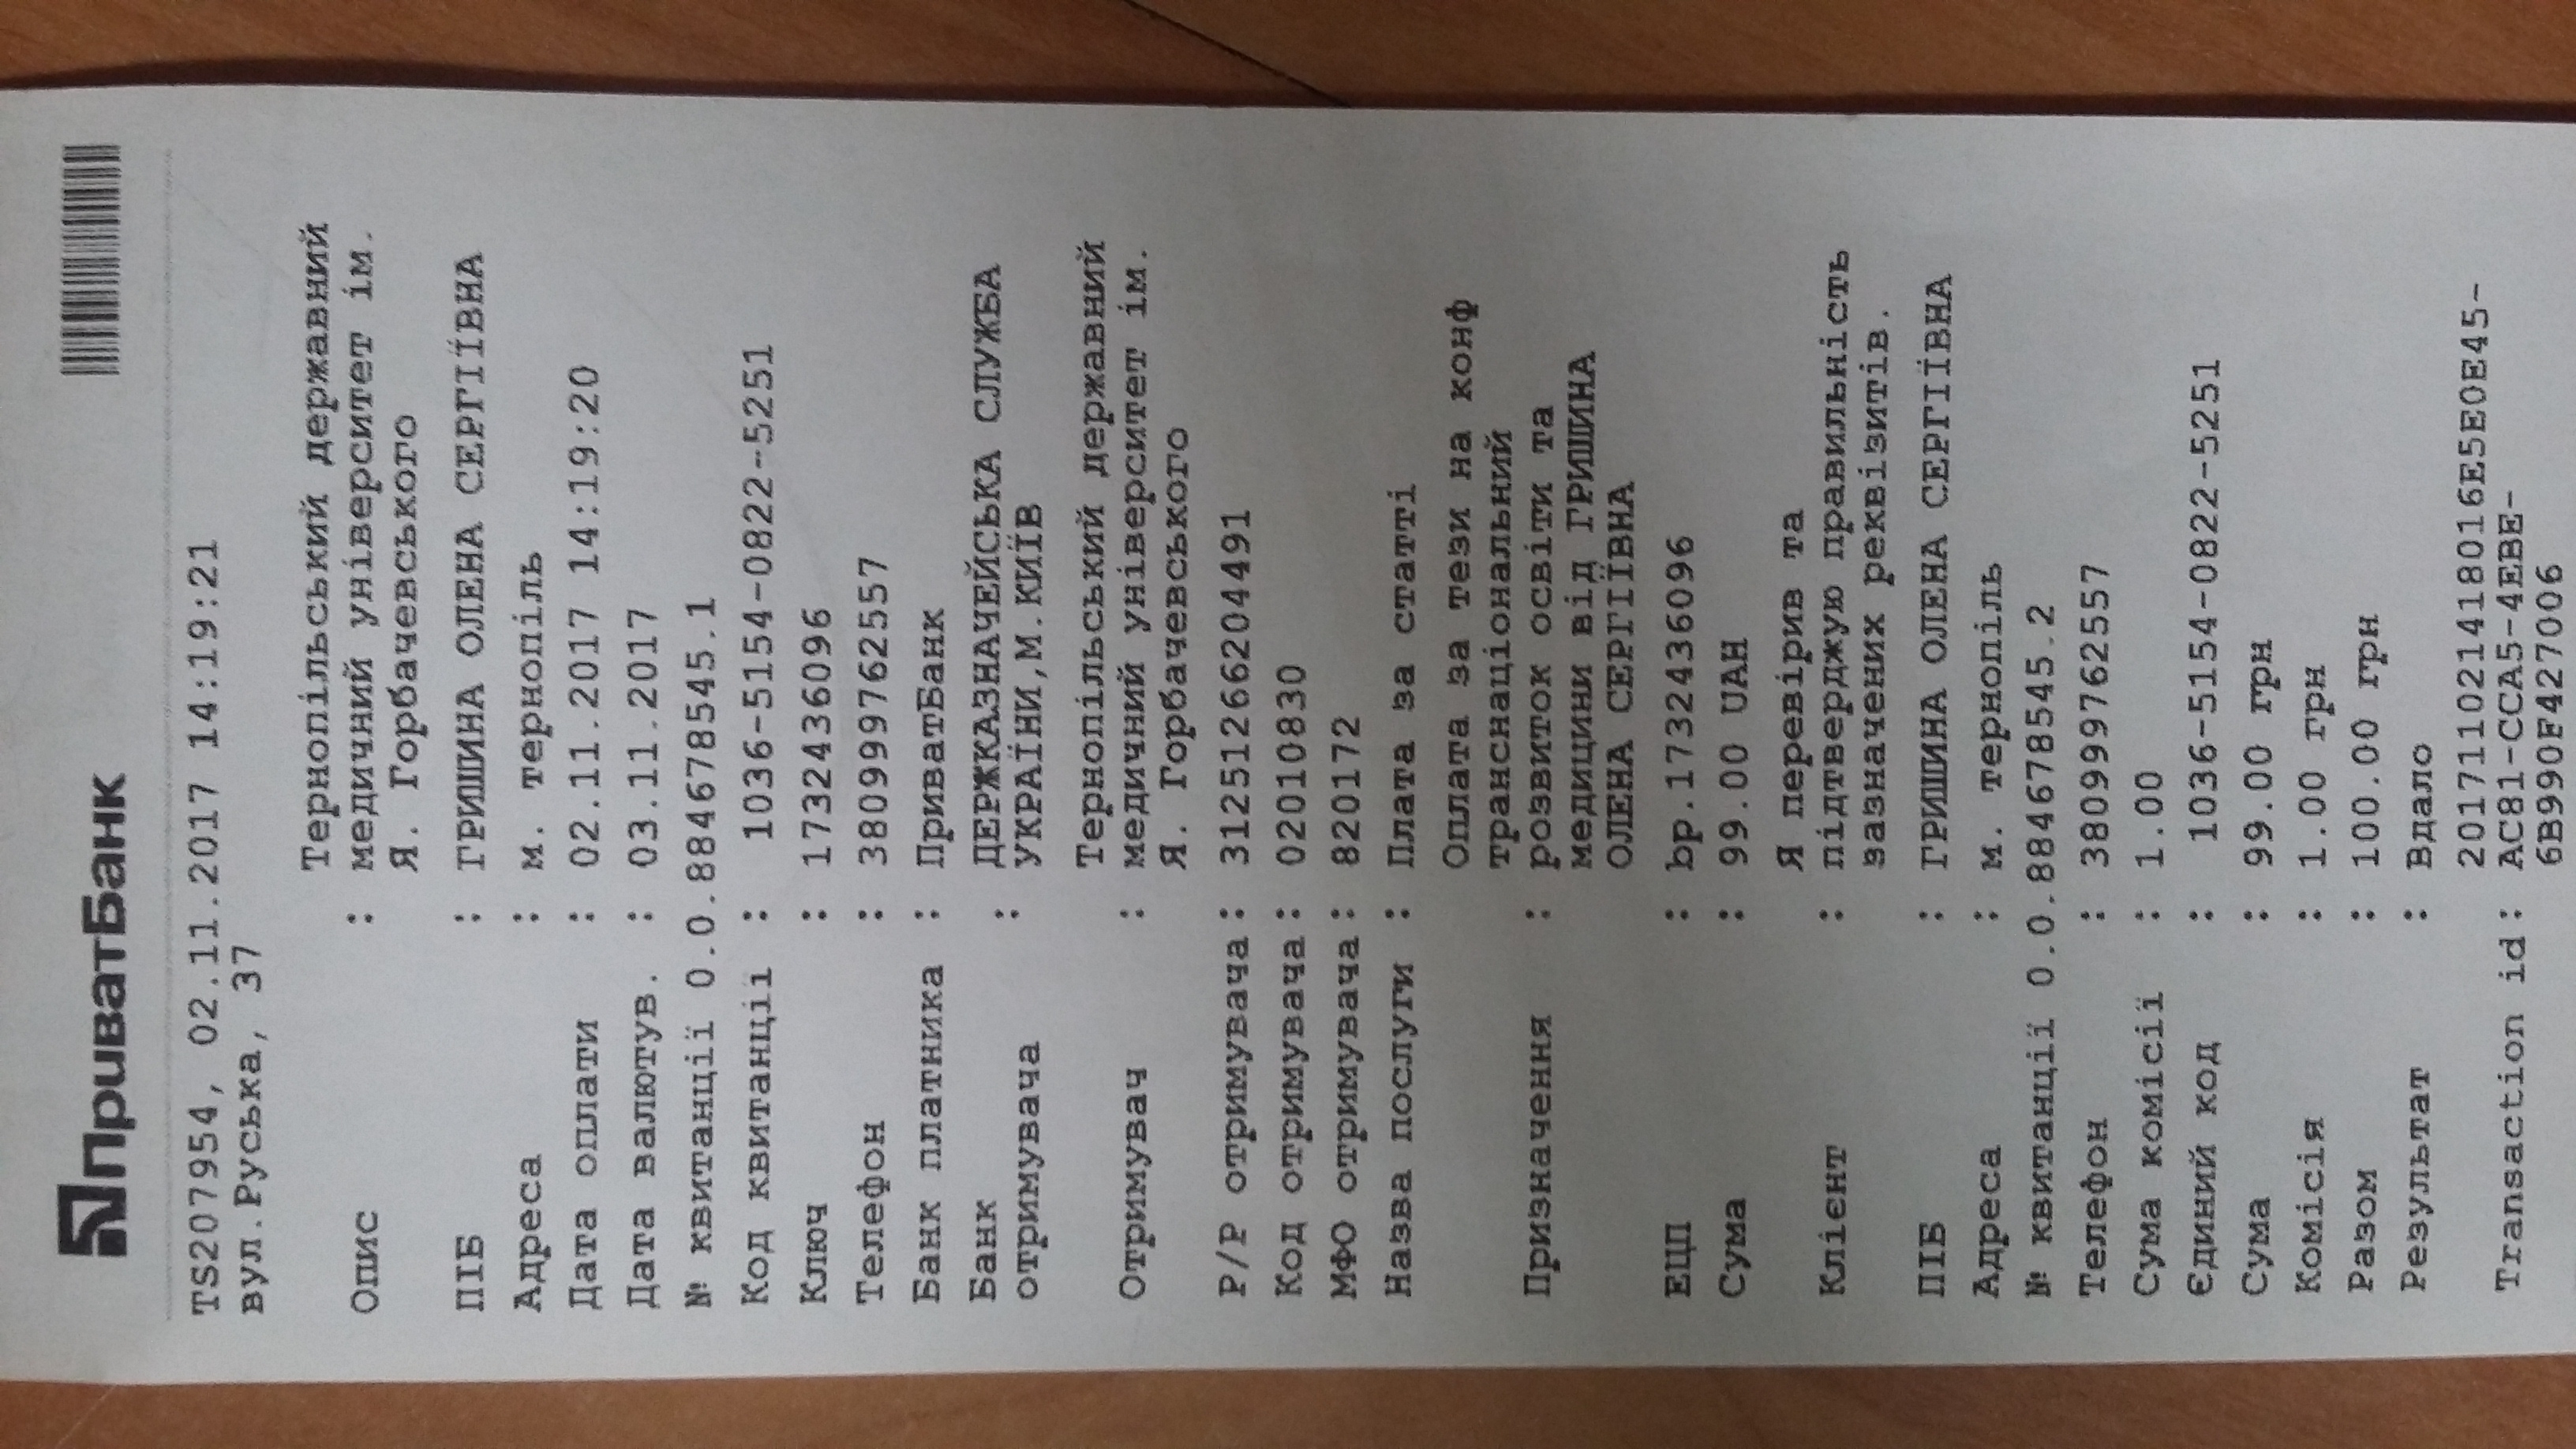 ПриватБанк
TS207954, 02.11.2017 14:19:21
вул.Руська, 37
Тернопільський державний
Опис : медичний університет ім.
Я. Горбачевського
ПІБ : ГРИШИНА ОЛЕНА СЕРГІЇВНА
Адреса : м. тернопіль
Дата оплати : 02.11.2017 14:19:20
Дата валютув. : 03.11.2017
№ квитанції 0.0.884678545.1
Код квитанції : 1036-5154-0822-5251
Ключ : 1732436096
Телефон : 380999762557
Банк платника : ПриватБанк
Банк : ДЕРЖКАЗНАЧЕЙСЬКА СЛУЖБА
отримувача УКРАЇНИ,М.КИЇВ
Тернопільський державний
Отримувач : медичний університет ім.
Я. Горбачевського
Р/Р отримувача: 31251266204491
Код отримувача: 02010830
МФО отримувача: 820172
Назва послуги : Плата за статті
Оплата за тези на конф
транснаціональний
Призначення : розвиток освіти та
медицини від ГРИШИНА
ОЛЕНА СЕРГІЇВНА
ЕЦП : bp.1732436096
Сума : 99.00 UAH
Я перевірив та
Клієнт : підтверджую правильність
зазначених реквізитів.
ПІБ : ГРИШИНА ОЛЕНА СЕРГІЇВНА
Адреса : м. тернопіль
№ квитанції 0.0.884678545.2
Телефон : 380999762557
Сума комісії : 1.00
Єдиний код : 1036-5154-0822-5251
Сума : 99.00 грн
Комісія : 1.00 грн
Разом : 100.00 грн
Результат : Вдало
201711021418016E5E0E45-
Transaction id: AC81-CCA5-4EBE-
6B990F427006